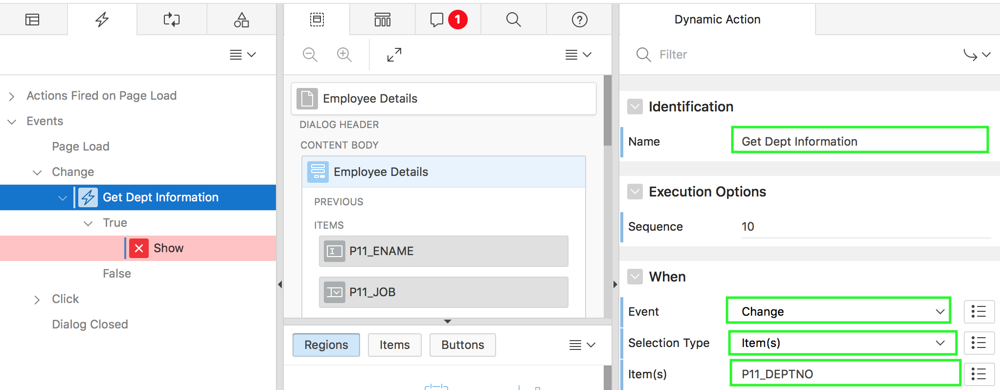 1
Dynamic Action
Filter
Actions Fired on Page Load
Events
Page Load
Change
Get Dept Information
True
Show
False
Click
Dialog Closed
Employee Details
DIALOG HEADER
CONTENT BODY
Employee Details
PREVIOUS
ITEMS
P11_ENAME
P11_JOB
Regions Items Buttons
Identification
Name Get Dept Information
Execution Options
Sequence 10
When
Event Change
Selection Type Item(s)
Item(s) P11_DEPTNO